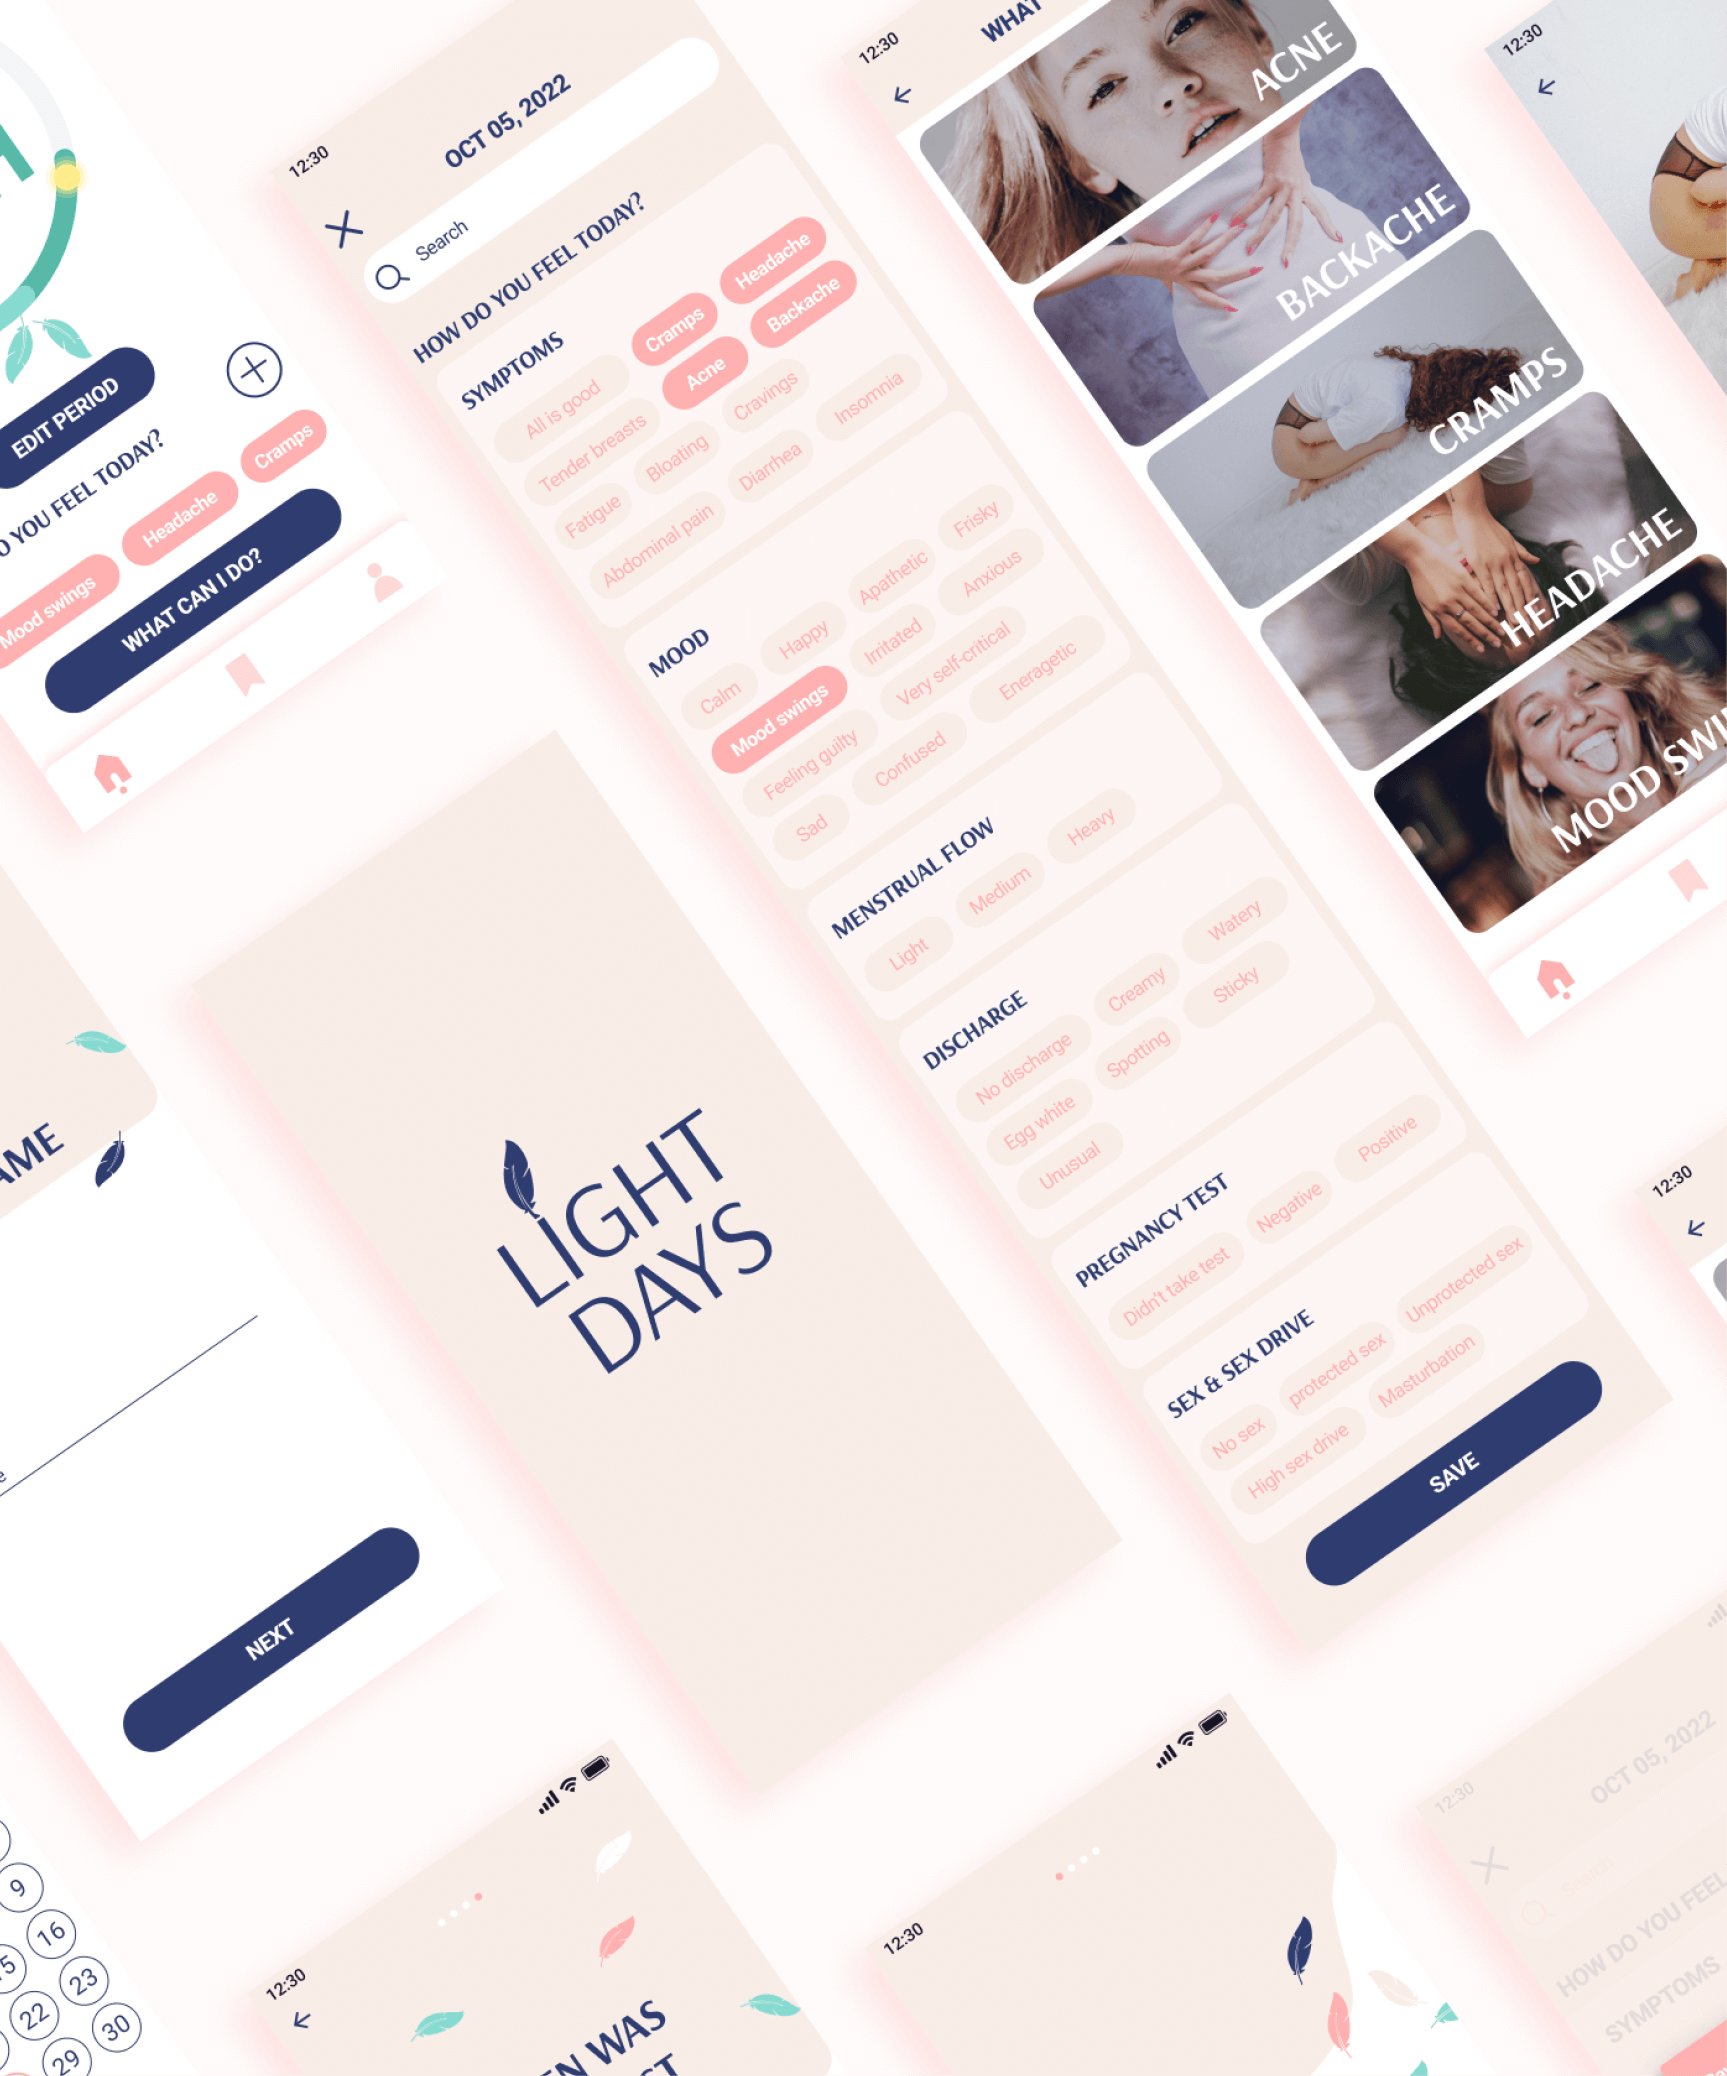 EDIT PERIOD
O YOU FEEL TODAY?
Mood swings
Headache
Cramps
WHAT CAN I DO?
12:30
OCT 05, 2022
Search
HOW DO YOU FEEL TODAY?
SYMPTOMS
All is good
Cramps
Headache
Tender breasts
Acne
Backache
Fatigue
Bloating
Cravings
Abdominal pain
Diarrhea
Insomnia
MOOD
Calm
Happy
Apathetic
Frisky
Mood swings
Irritated
Anxious
Feeling guilty
Very self-critical
Sad
Confused
Eneragetic
MENSTRUAL FLOW
Light
Medium
Heavy
DISCHARGE
No discharge
Creamy
Watery
Egg white
Spotting
Sticky
Unusual
PREGNANCY TEST
Didn't take test
Negative
Positive
SEX & SEX DRIVE
No sex
protected sex
Unprotected sex
High sex drive
Masturbation
SAVE
12:30
WHAT
ACNE
BACKACHE
CRAMPS
HEADACHE
MOOD SWI
12:30
AME
e
NEXT
LIGHT
DAYS
12:30
9
16
15
23
22
30
29
12:30
EN WAS
ST
12:30
12:30
OCT 05, 2022
HOW DO YOU FEEL
SYMPTOMS